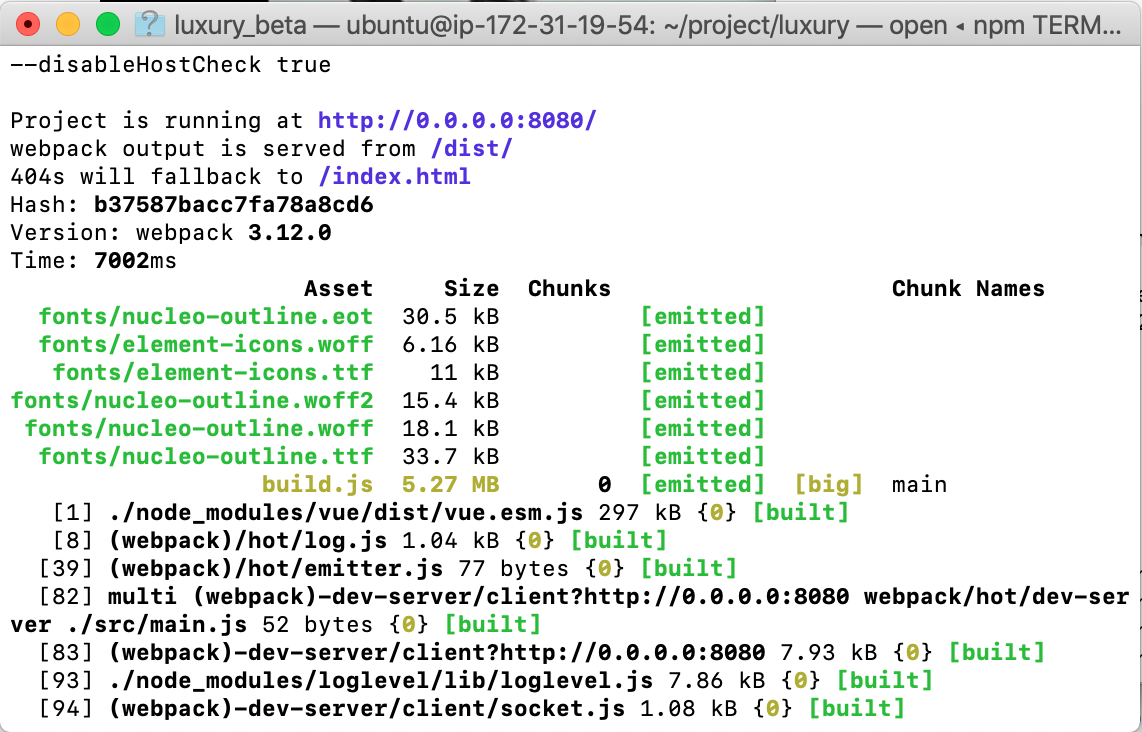 luxury_beta — ubuntu@ip-172-31-19-54: ~/project/luxury — open ◂ npm TERM...
--disableHostCheck true
Project is running at http://0.0.0.0:8080/
webpack output is served from /dist/
404s will fallback to /index.html
Hash: b37587bacc7fa78a8cd6
Version: webpack 3.12.0
Time: 7002ms
Asset Size Chunks Chunk Names
fonts/nucleo-outline.eot 30.5 kB [emitted]
fonts/element-icons.woff 6.16 kB [emitted]
fonts/element-icons.ttf 11 kB [emitted]
fonts/nucleo-outline.woff2 15.4 kB [emitted]
fonts/nucleo-outline.woff 18.1 kB [emitted]
fonts/nucleo-outline.ttf 33.7 kB [emitted]
build.js 5.27 MB 0 [emitted] [big] main
[1] ./node_modules/vue/dist/vue.esm.js 297 kB {0} [built]
[8] (webpack)/hot/log.js 1.04 kB {0} [built]
[39] (webpack)/hot/emitter.js 77 bytes {0} [built]
[82] multi (webpack)-dev-server/client?http://0.0.0.0:8080 webpack/hot/dev-ser
ver ./src/main.js 52 bytes {0} [built]
[83] (webpack)-dev-server/client?http://0.0.0.0:8080 7.93 kB {0} [built]
[93] ./node_modules/loglevel/lib/loglevel.js 7.86 kB {0} [built]
[94] (webpack)-dev-server/client/socket.js 1.08 kB {0} [built]